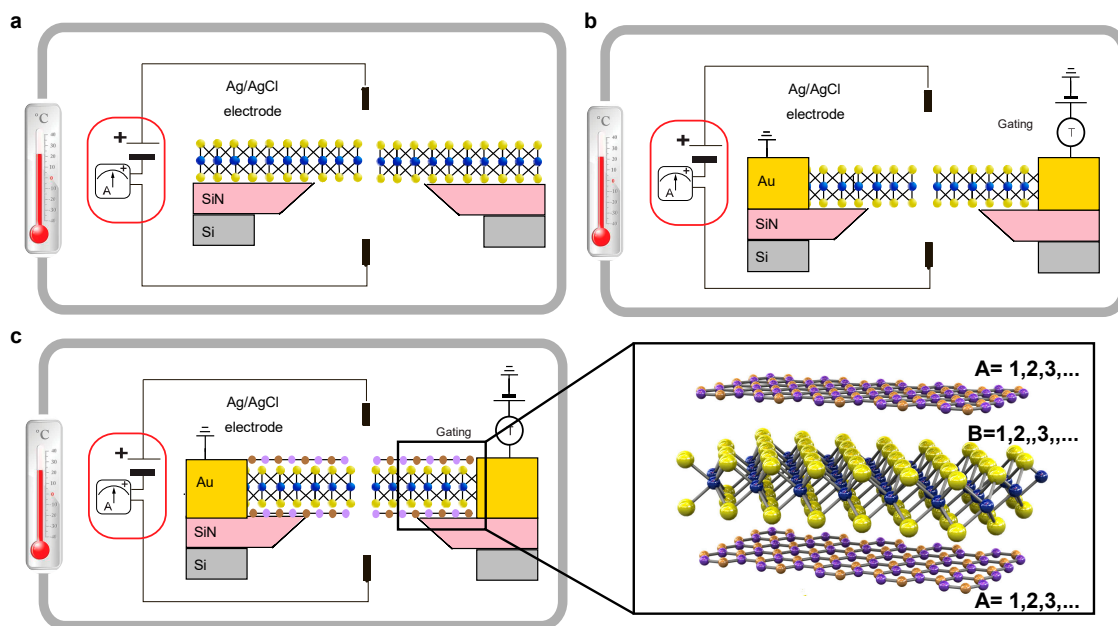 a
b
Ag/AgCl
electrode
°C
+
+
A
SiN
Si
Ag/AgCl
electrode
Gating
°C
+
+
A
T
Au
SiN
Si
c
Ag/AgCl
electrode
Gating
°C
+
+
A
T
Au
SiN
Si
A= 1,2,3,...
B=1,2,,3,,...
A= 1,2,3,...